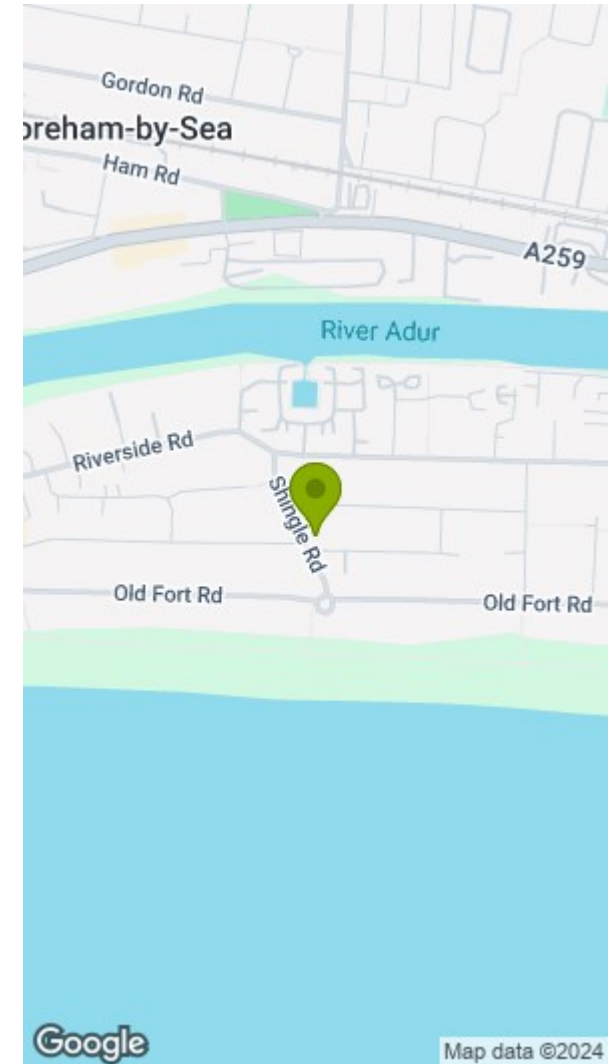 Gordon Rd
oreham-by-Sea
Ham Rd
A259
River Adur
Riverside Rd
Shingle Rd
Old Fort Rd
Old Fort Rd
Google
Map data ©2024